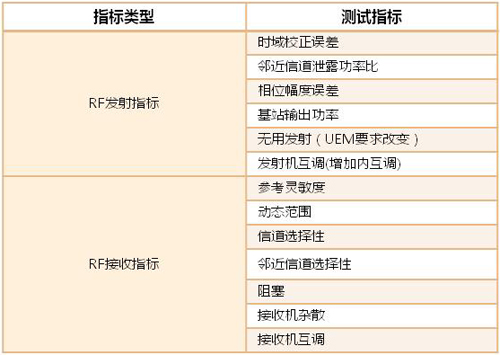 指标类型 测试指标
RF发射指标
时域校正误差
邻近信道泄露功率比
相位幅度误差
基站输出功率
无用发射（UEM要求改变）
发射机互调(增加内互调)
RF接收指标
参考灵敏度
动态范围
信道选择性
邻近信道选择性
阻塞
接收机杂散
接收机互调